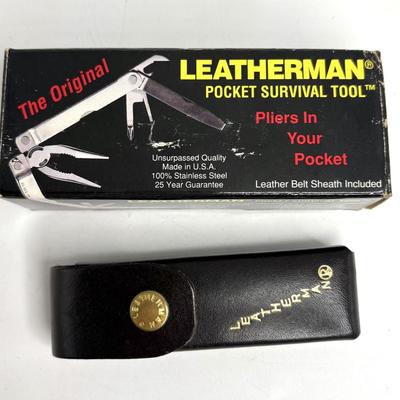 The Original
LEATHERMAN®
POCKET SURVIVAL TOOL™
Pliers In
Your
Pocket
Unsurpassed Quality
Made in U.S.A.
100% Stainless Steel
25 Year Guarantee
Leather Belt Sheath Included
LEATHERMAN
LEATHERMAN®